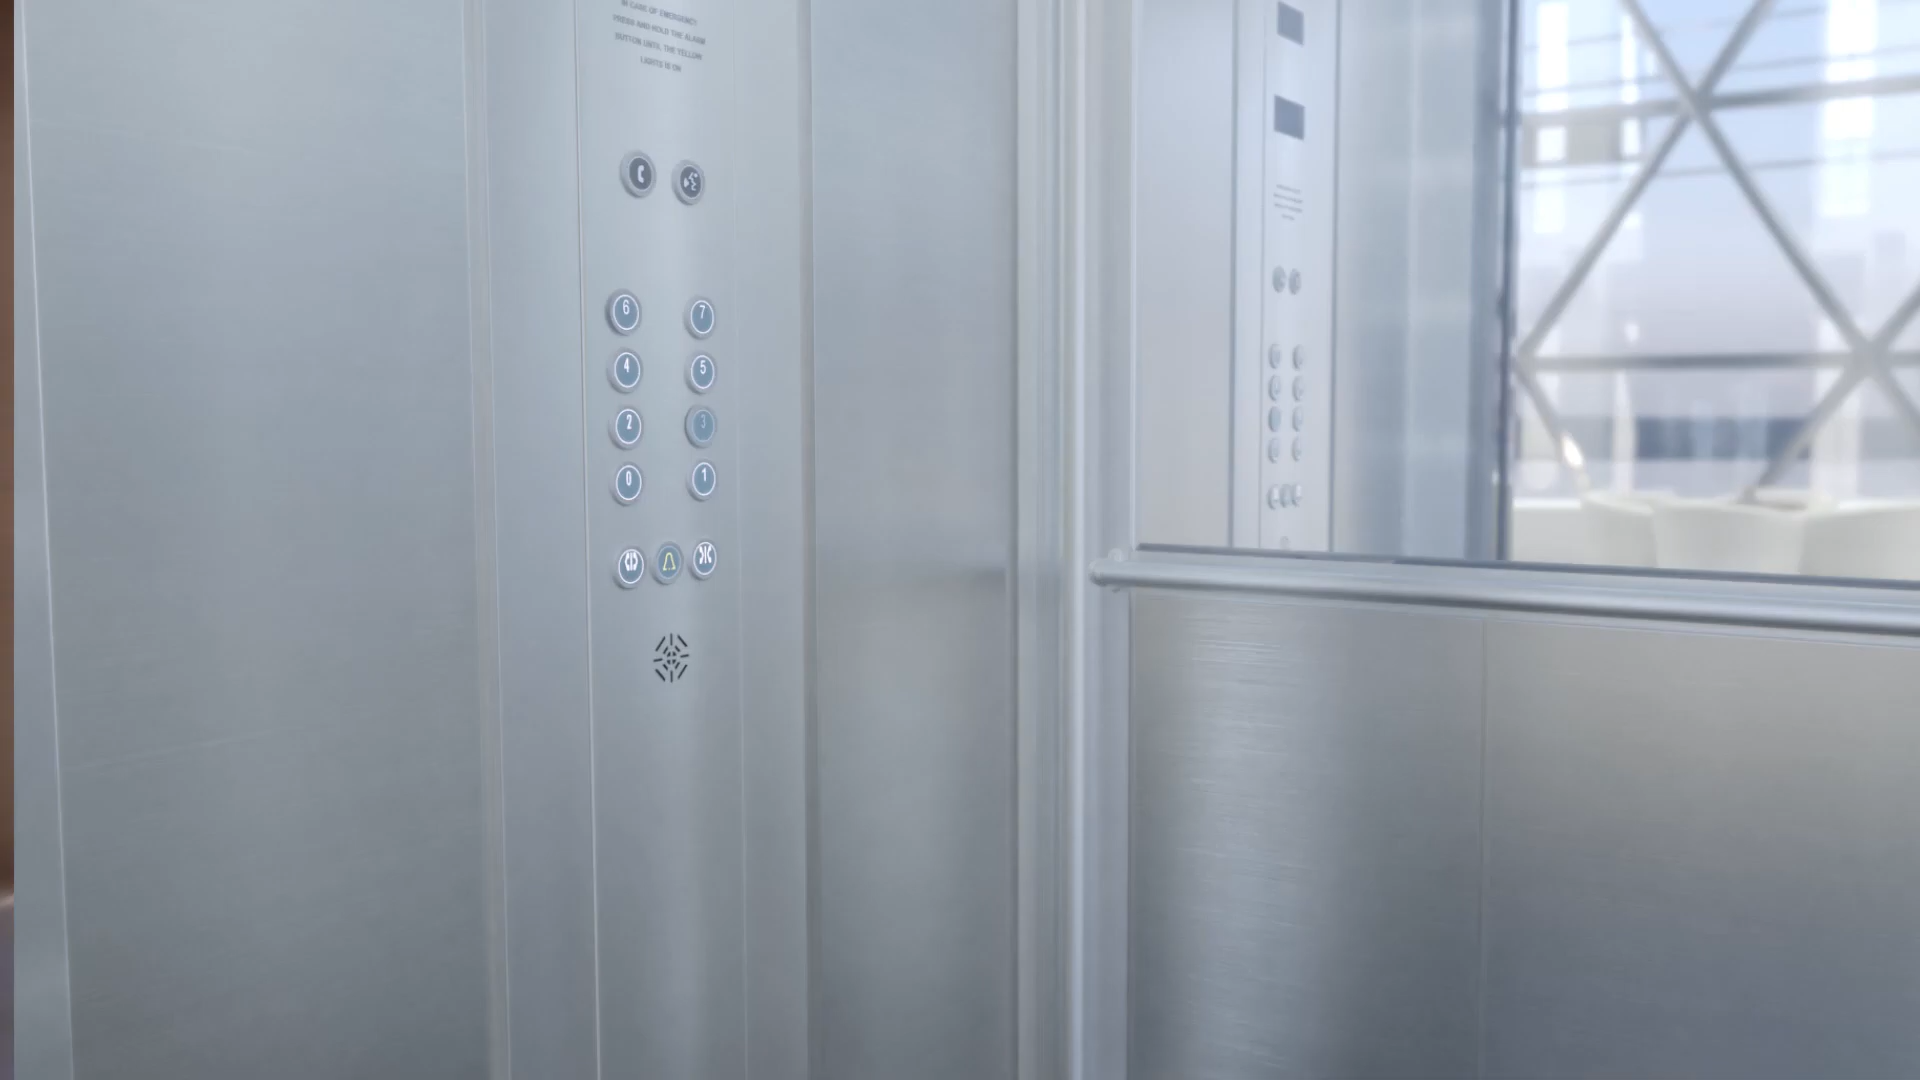 IN CARE OF EMERGENCY
PRESS AND HOLD THE ALARM
BUTTON UNTIL THE YELLOW
LIGHTS IS ON
6 7
4 5
2 3
0 1